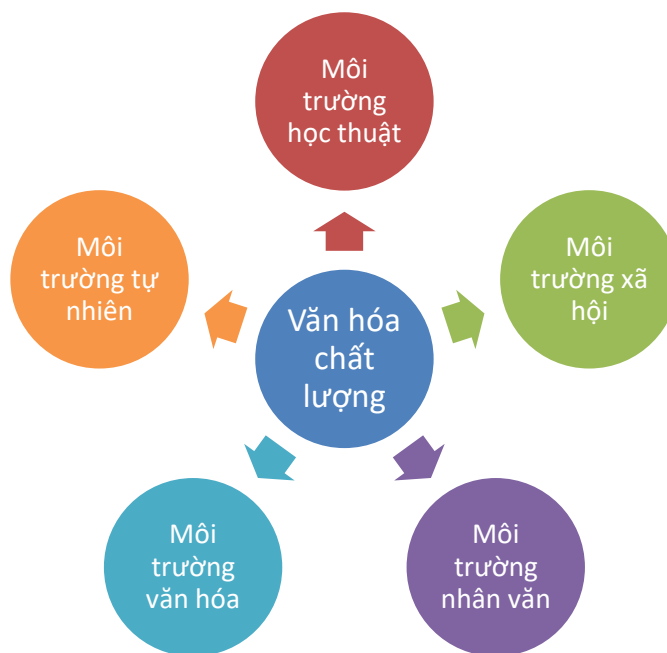 Môi
trường
học thuật
Môi
trường tự
nhiên
Môi
trường xã
hội
Văn hóa
chất
lượng
Môi
trường
văn hóa
Môi
trường
nhân văn